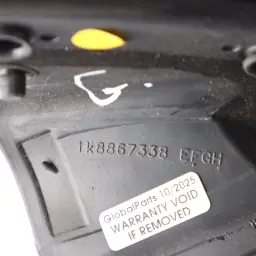 G.
1k8867338 EFGH
GlobalParts 10/2025
WARRANTY VOID
IF REMOVED